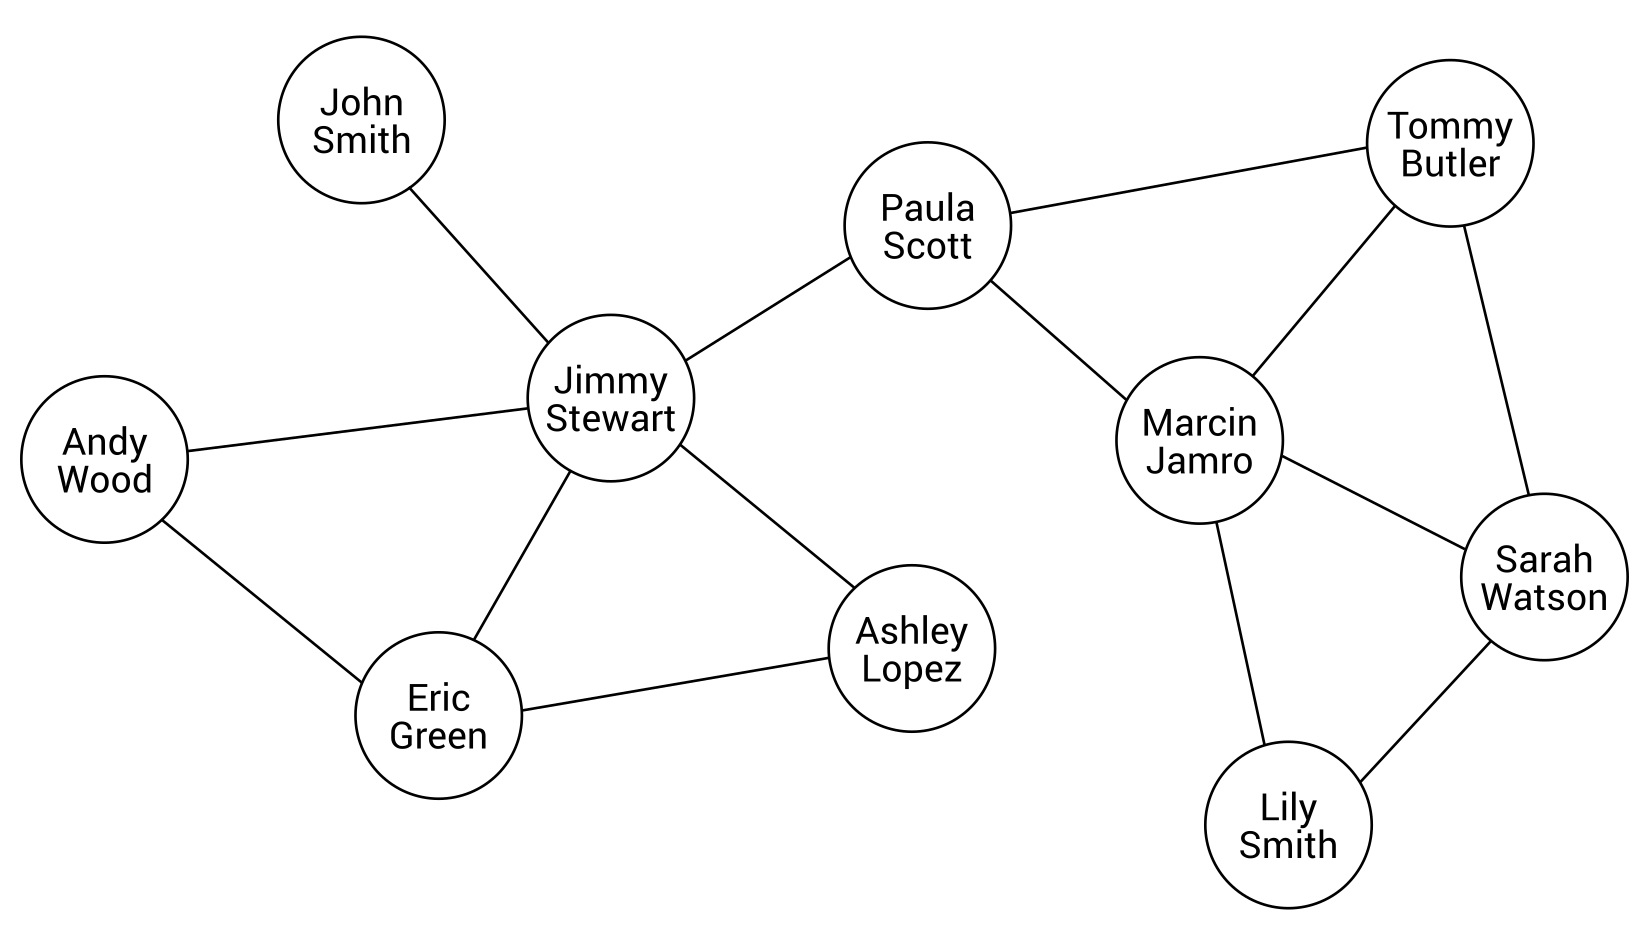 John
Smith
Tommy
Butler
Paula
Scott
Jimmy
Stewart
Andy
Wood
Marcin
Jamro
Sarah
Watson
Ashley
Lopez
Eric
Green
Lily
Smith